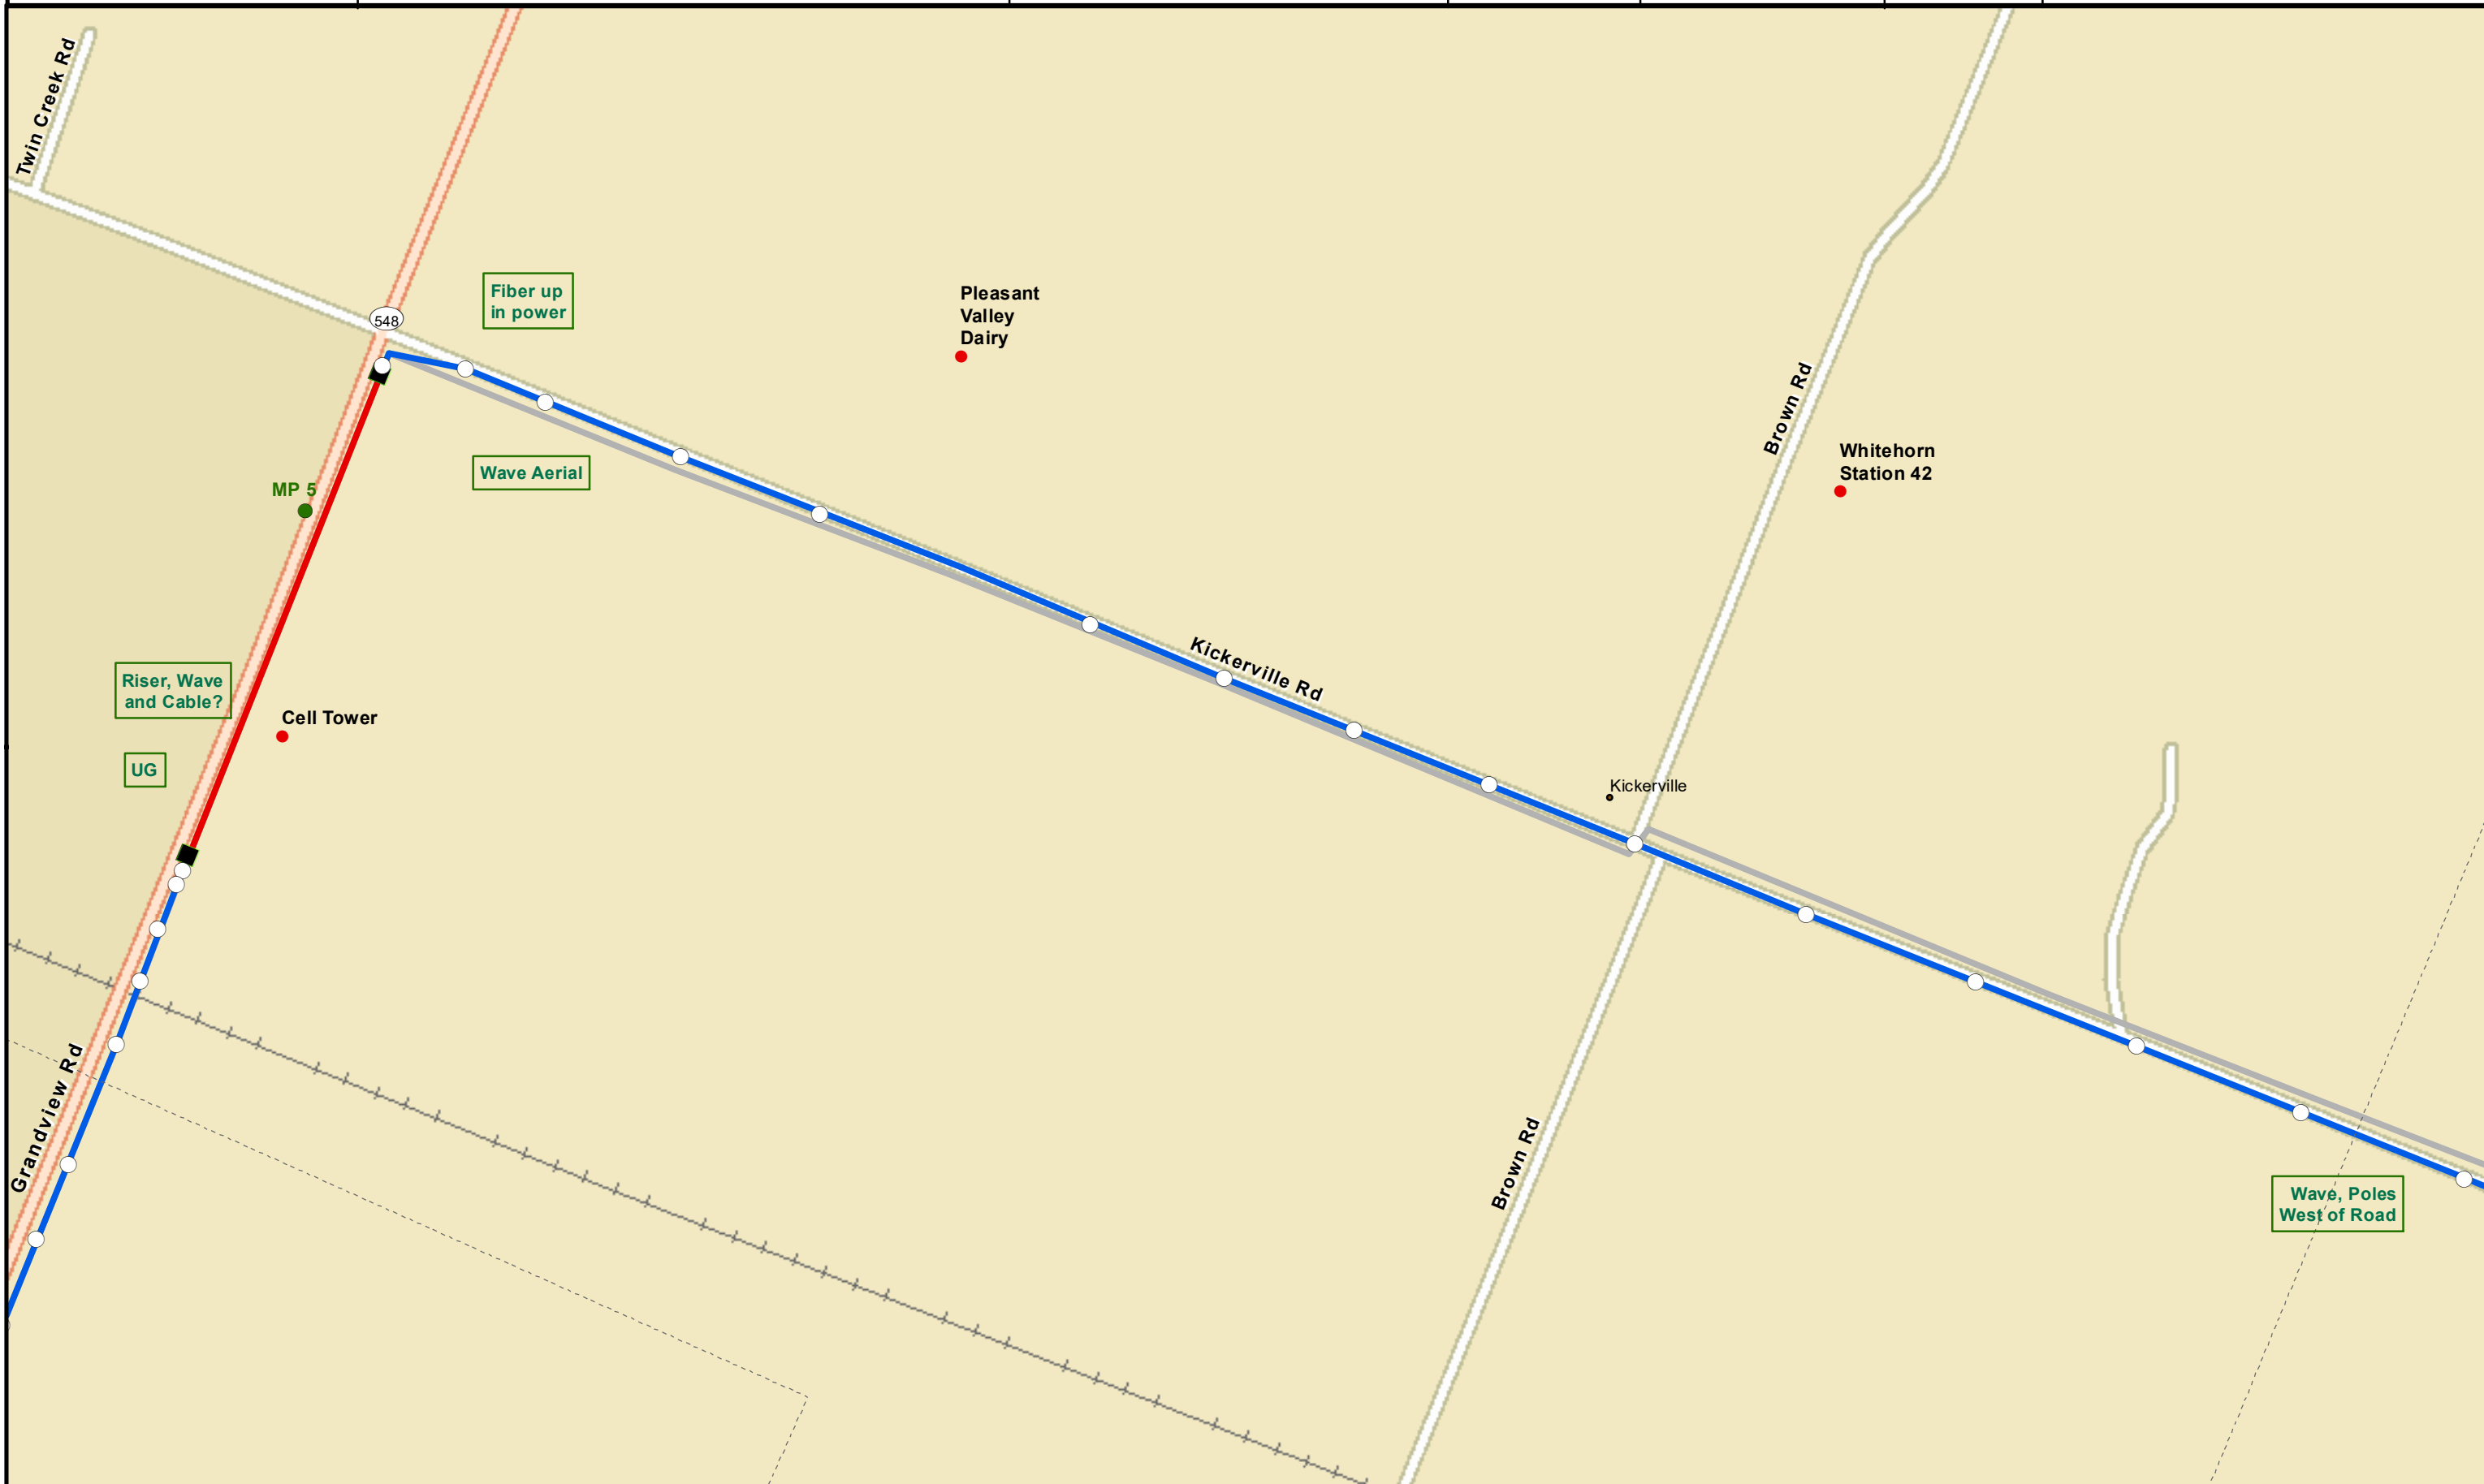 Twin Creek Rd
Fiber up
in power
Pleasant
Valley
Dairy
548
Brown Rd
Whitehorn
Station 42
Wave Aerial
MP 5
Kickerville Rd
Riser, Wave
and Cable?
Cell Tower
UG
Kickerville
Grandview Rd
Brown Rd
Wave, Poles
West of Road